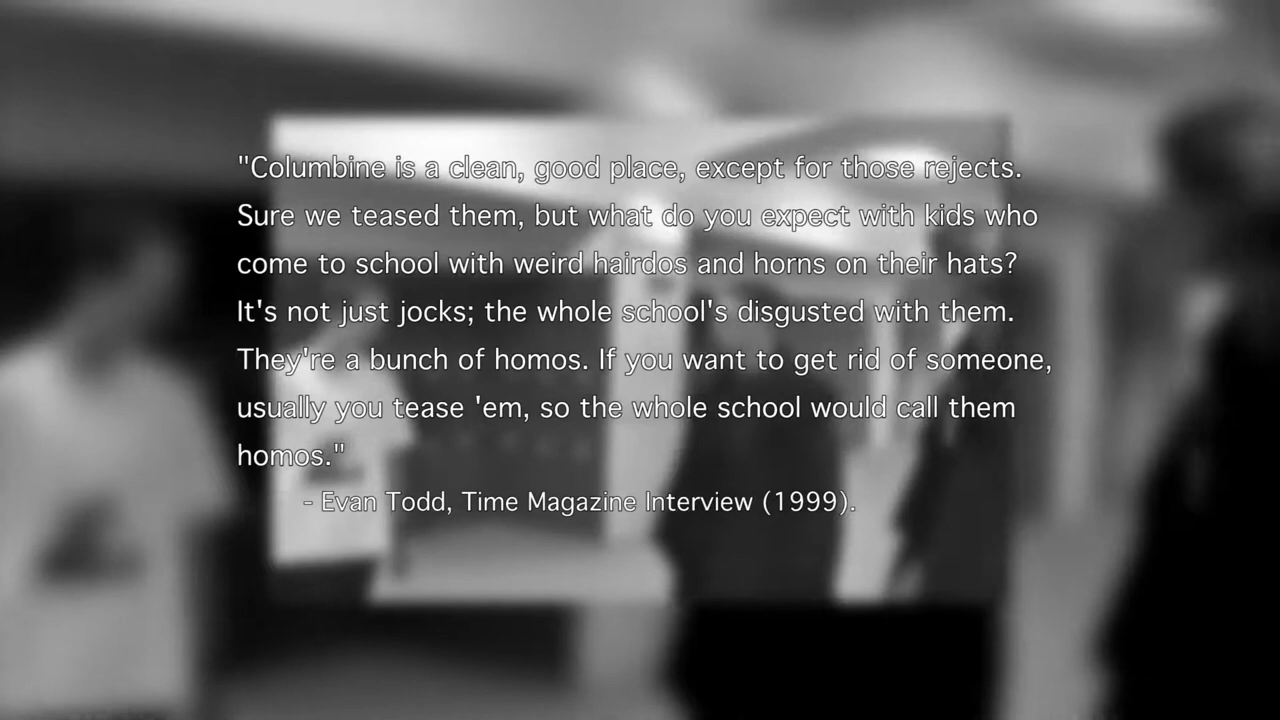 "Columbine is a clean, good place, except for those rejects.
Sure we teased them, but what do you expect with kids who
come to school with weird hairdos and horns on their hats?
It's not just jocks; the whole school's disgusted with them.
They're a bunch of homos. If you want to get rid of someone,
usually you tease 'em, so the whole school would call them
homos."
- Evan Todd, Time Magazine Interview (1999).